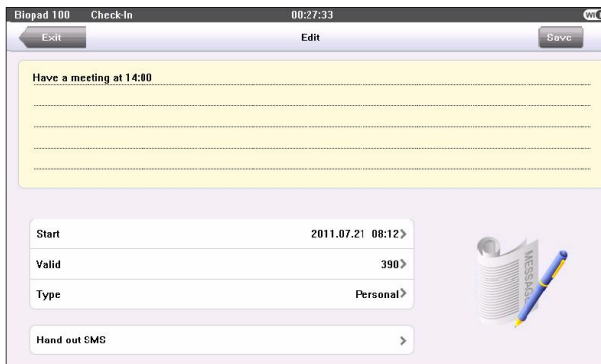 Biopad 100 Check-In 00:27:33
Exit Edit Save
Have a meeting at 14:00
Start 2011.07.21 08:12>
Valid 390>
Type Personal>
Hand out SMS >
MESSAGE